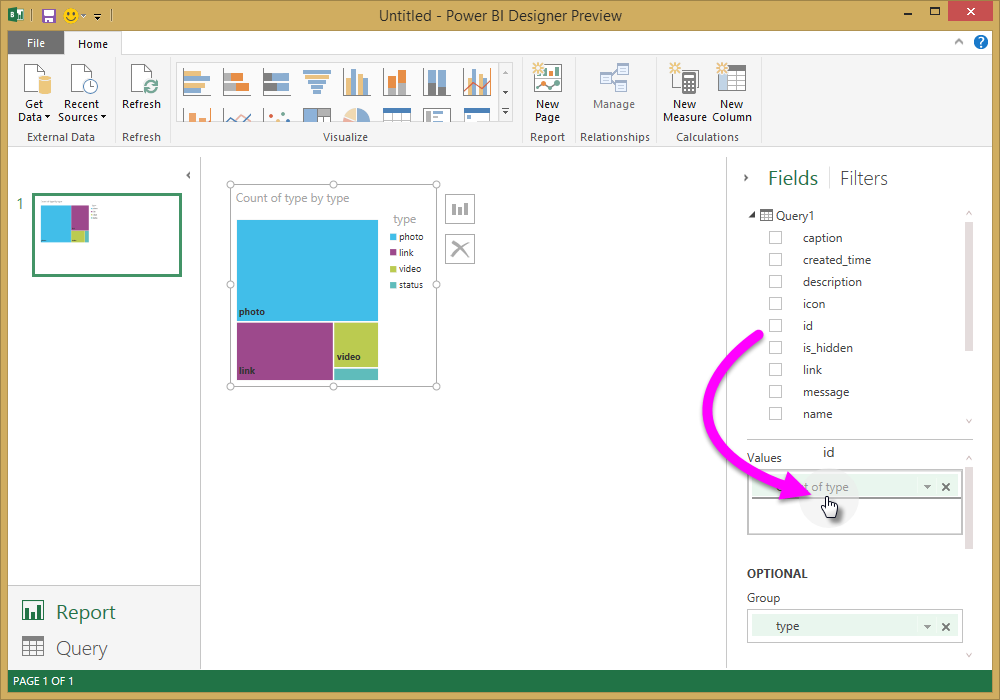 Untitled - Power BI Designer Preview
File
Home
Get Data
Recent Sources
Refresh
New Page
Manage
New Measure
New Column
External Data
Refresh
Visualize
Report
Relationships
Calculations
1
Count of type by type
type
photo
link
video
status
photo
link
video
Fields
Filters
Query1
caption
created_time
description
icon
id
is_hidden
link
message
name
id
Values
of type
OPTIONAL
Group
type
Report
Query
PAGE 1 OF 1